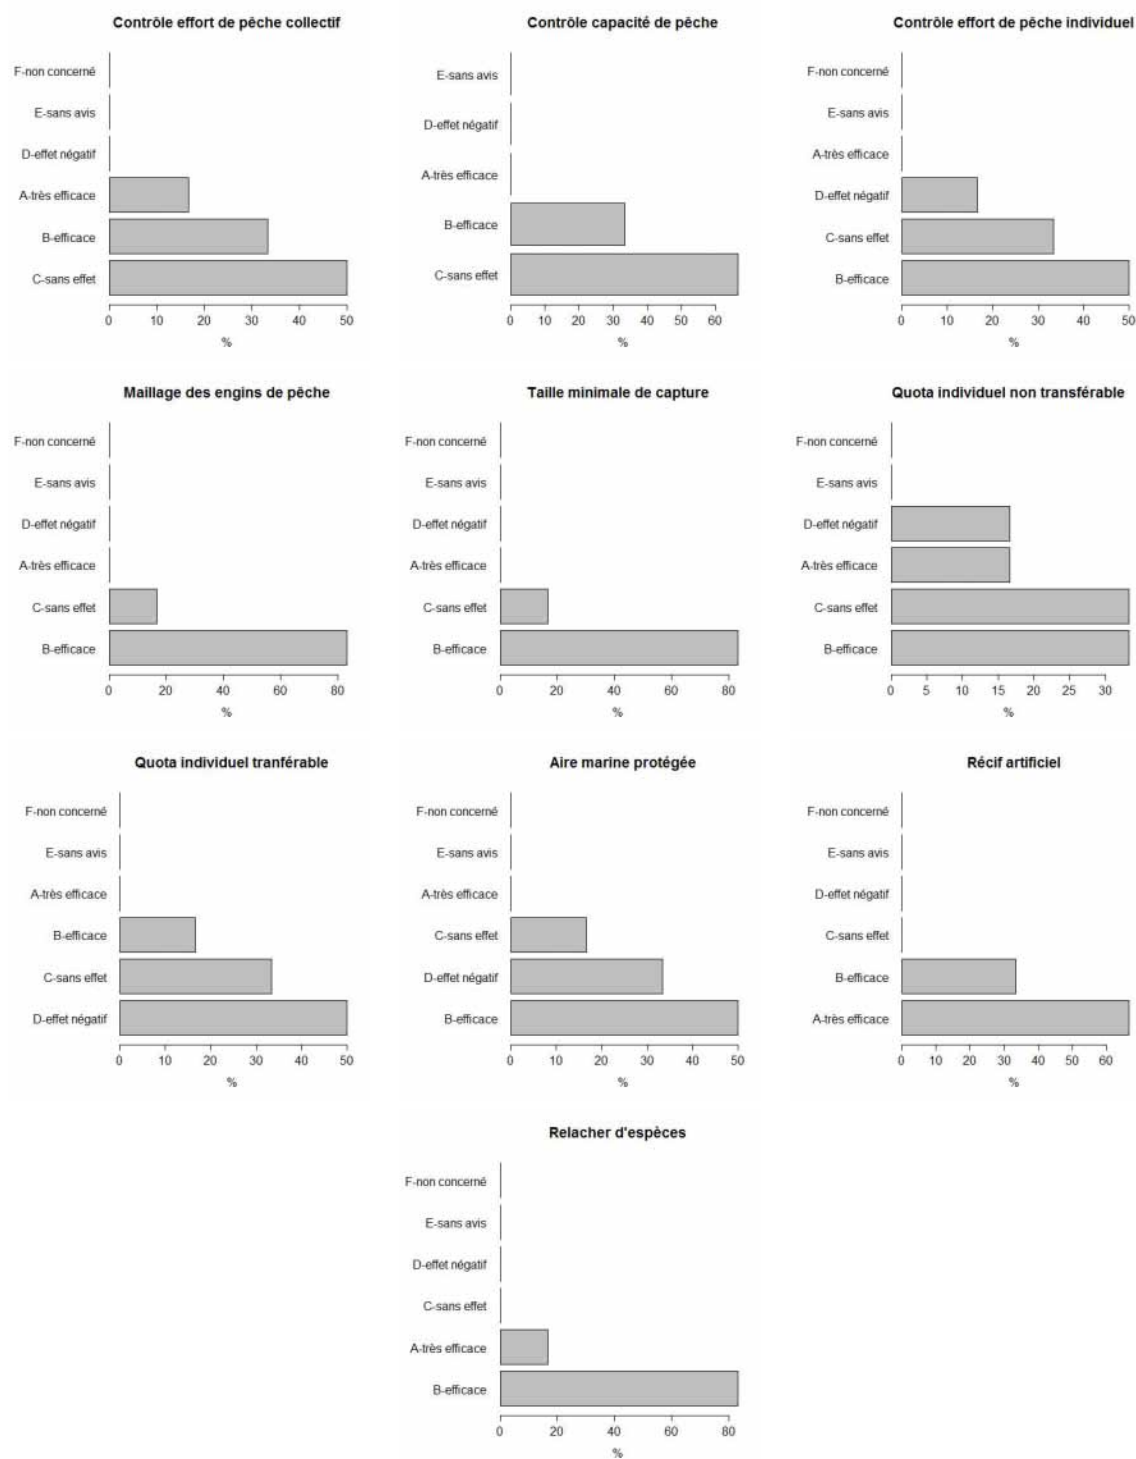 Contrôle effort de pêche collectif
F-non concerné
E-sans avis
D-effet négatif
A-très efficace
B-efficace
C-sans effet
0 10 20 30 40 50
%
Contrôle capacité de pêche
E-sans avis
D-effet négatif
A-très efficace
B-efficace
C-sans effet
0 10 20 30 40 50 60
%
Contrôle effort de pêche individuel
F-non concerné
E-sans avis
A-très efficace
D-effet négatif
C-sans effet
B-efficace
0 10 20 30 40 50
%
Maillage des engins de pêche
F-non concerné
E-sans avis
D-effet négatif
A-très efficace
C-sans effet
B-efficace
0 20 40 60 80
%
Taille minimale de capture
F-non concerné
E-sans avis
D-effet négatif
A-très efficace
C-sans effet
B-efficace
0 20 40 60 80
%
Quota individuel non transférable
F-non concerné
E-sans avis
D-effet négatif
A-très efficace
C-sans effet
B-efficace
0 5 10 15 20 25 30
%
Quota individuel tranférable
F-non concerné
E-sans avis
A-très efficace
B-efficace
C-sans effet
D-effet négatif
0 10 20 30 40 50
%
Aire marine protégée
F-non concerné
E-sans avis
A-très efficace
C-sans effet
D-effet négatif
B-efficace
0 10 20 30 40 50
%
Récif artificiel
F-non concerné
E-sans avis
D-effet négatif
C-sans effet
B-efficace
A-très efficace
0 10 20 30 40 50 60
%
Relacher d'espèces
F-non concerné
E-sans avis
D-effet négatif
C-sans effet
A-très efficace
B-efficace
0 20 40 60 80
%